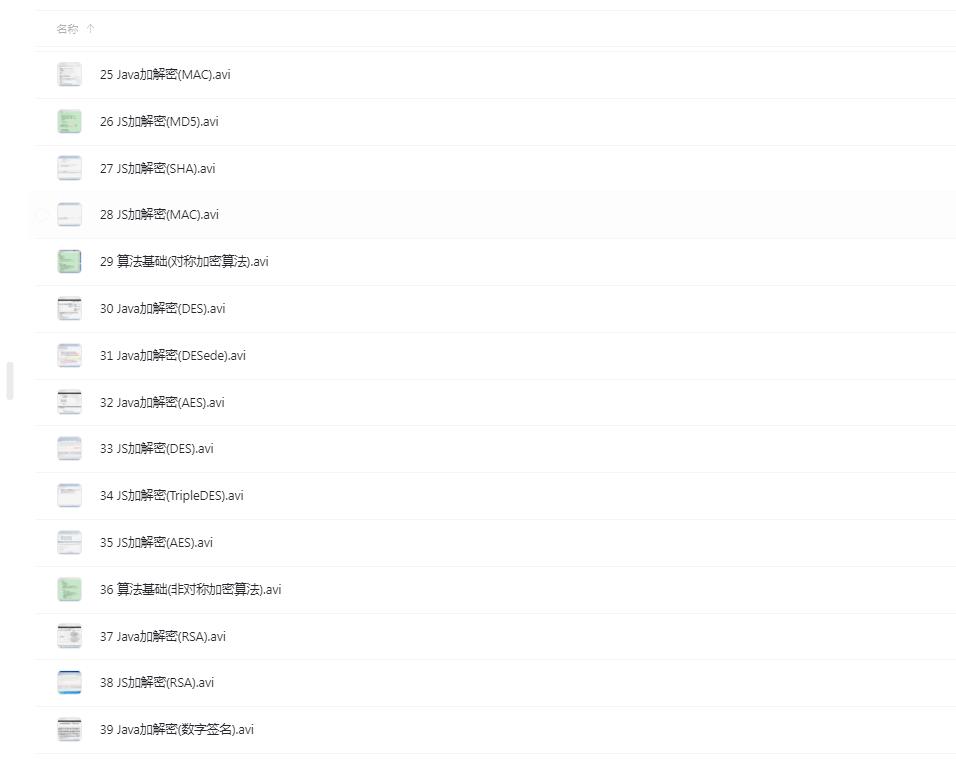 名称 ↑
25 Java加解密(MAC).avi
26 JS加解密(MD5).avi
27 JS加解密(SHA).avi
28 JS加解密(MAC).avi
29 算法基础(对称加密算法).avi
30 Java加解密(DES).avi
31 Java加解密(DESede).avi
32 Java加解密(AES).avi
33 JS加解密(DES).avi
34 JS加解密(TripleDES).avi
35 JS加解密(AES).avi
36 算法基础(非对称加密算法).avi
37 Java加解密(RSA).avi
38 JS加解密(RSA).avi
39 Java加解密(数字签名).avi